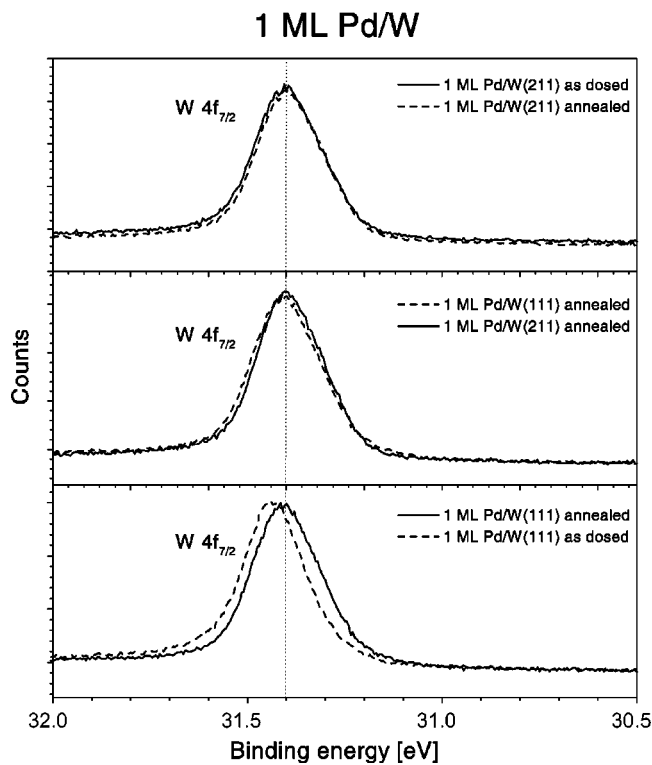 1 ML Pd/W
W 4f7/2
1 ML Pd/W(211) as dosed
1 ML Pd/W(211) annealed
W 4f7/2
1 ML Pd/W(111) annealed
1 ML Pd/W(211) annealed
Counts
W 4f7/2
1 ML Pd/W(111) annealed
1 ML Pd/W(111) as dosed
32.0 31.5 31.0 30.5
Binding energy [eV]